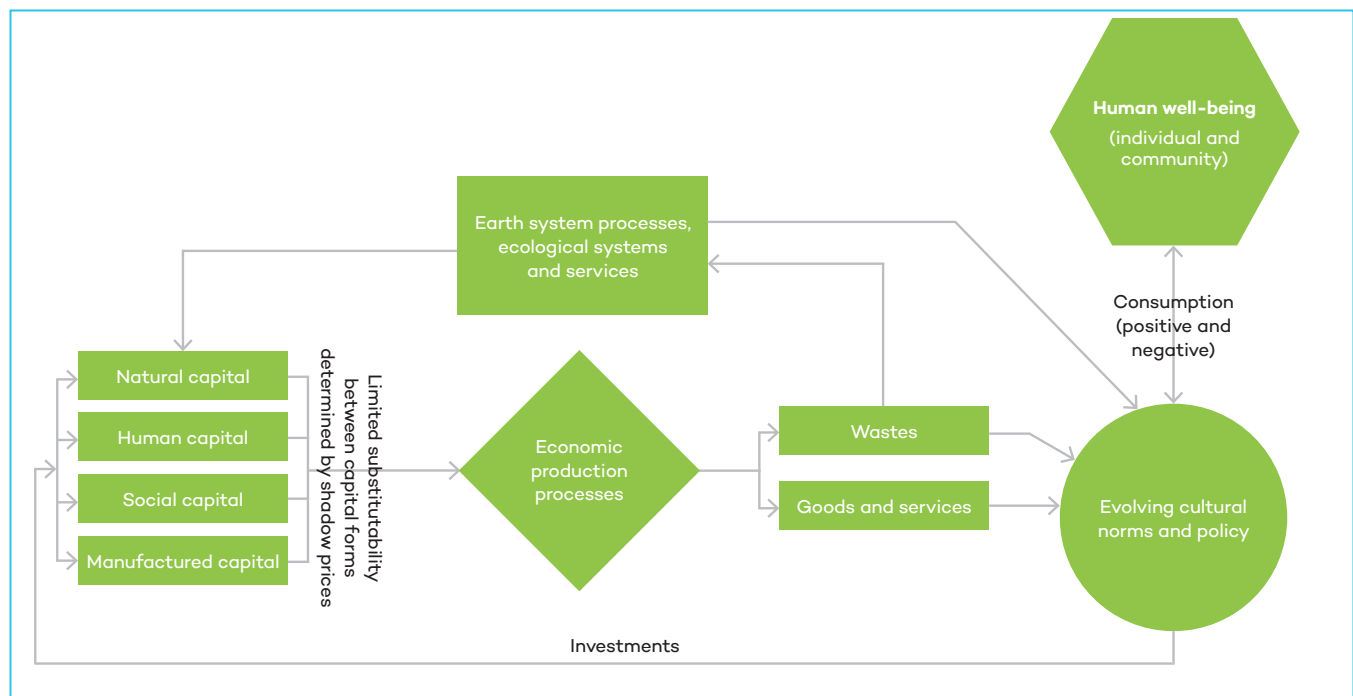 Human well-being
(individual and
community)
Earth system processes,
ecological systems
and services
Consumption
(positive and
negative)
Natural capital
Human capital
Social capital
Manufactured capital
Limited substitutability
between capital forms
determined by shadow prices
Economic
production
processes
Wastes
Goods and services
Evolving cultural
norms and policy
Investments